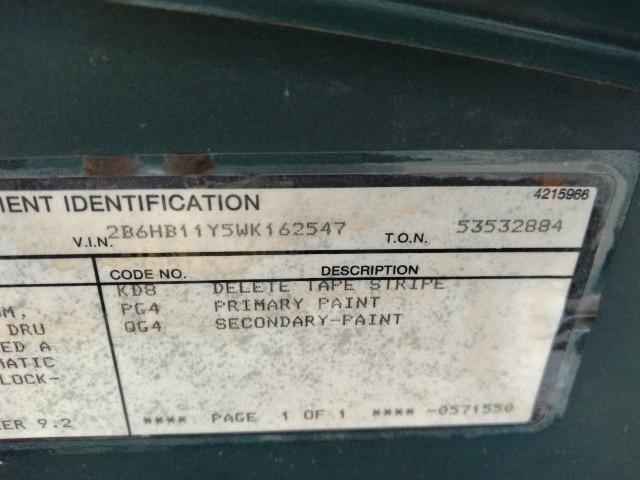 MENT IDENTIFICATION 4215966
V.I.N. 2B6HB11Y5WK162547 T.O.N. 53532884
CODE NO. DESCRIPTION
KD8 DELETE TAPE STRIPE
PG4 PRIMARY PAINT
QG4 SECONDARY-PAINT
DRU
ED A
MATIC
LOCK-
ER 9.2
**** PAGE 1 OF 1 **** -0571550